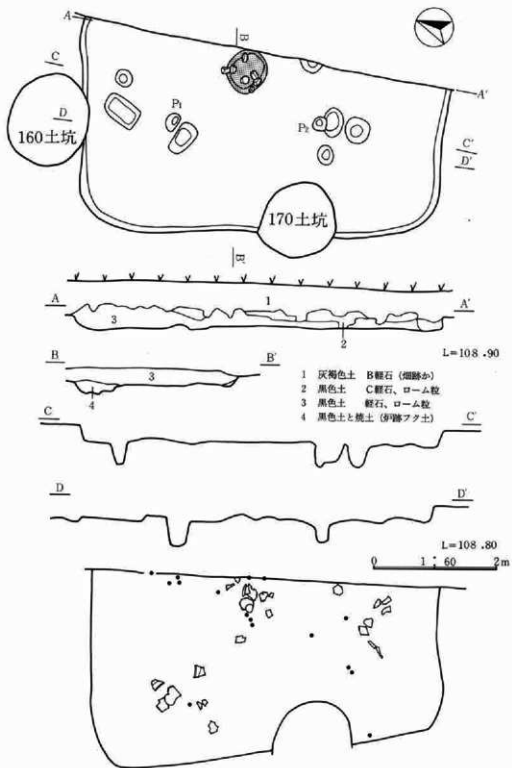 A
B
C
A'
160土坑
D
P1
P2
C'
D'
170土坑
B'
A
1
A'
3
2
L=108.90
B
B'
3
4
1 灰褐色土 B軽石(畑跡か)
2 黒色土 C軽石、ローム粒
3 黒色土 軽石、ローム粒
4 黒色土と焼土(炉跡フク土)
C
C'
D
D'
L=108.80
0 1:60 2m